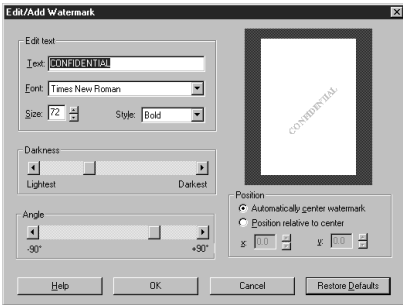 Edit/Add Watermark
Edit text
Text: CONFIDENTIAL
Font: Times New Roman
Size: 72 Style: Bold
Darkness
Lightest Darkest
Angle
-90° +90°
CONFIDENTIAL
Position
Automatically center watermark
Position relative to center
x: 0.0 y: 0.0
Help OK Cancel Restore Defaults